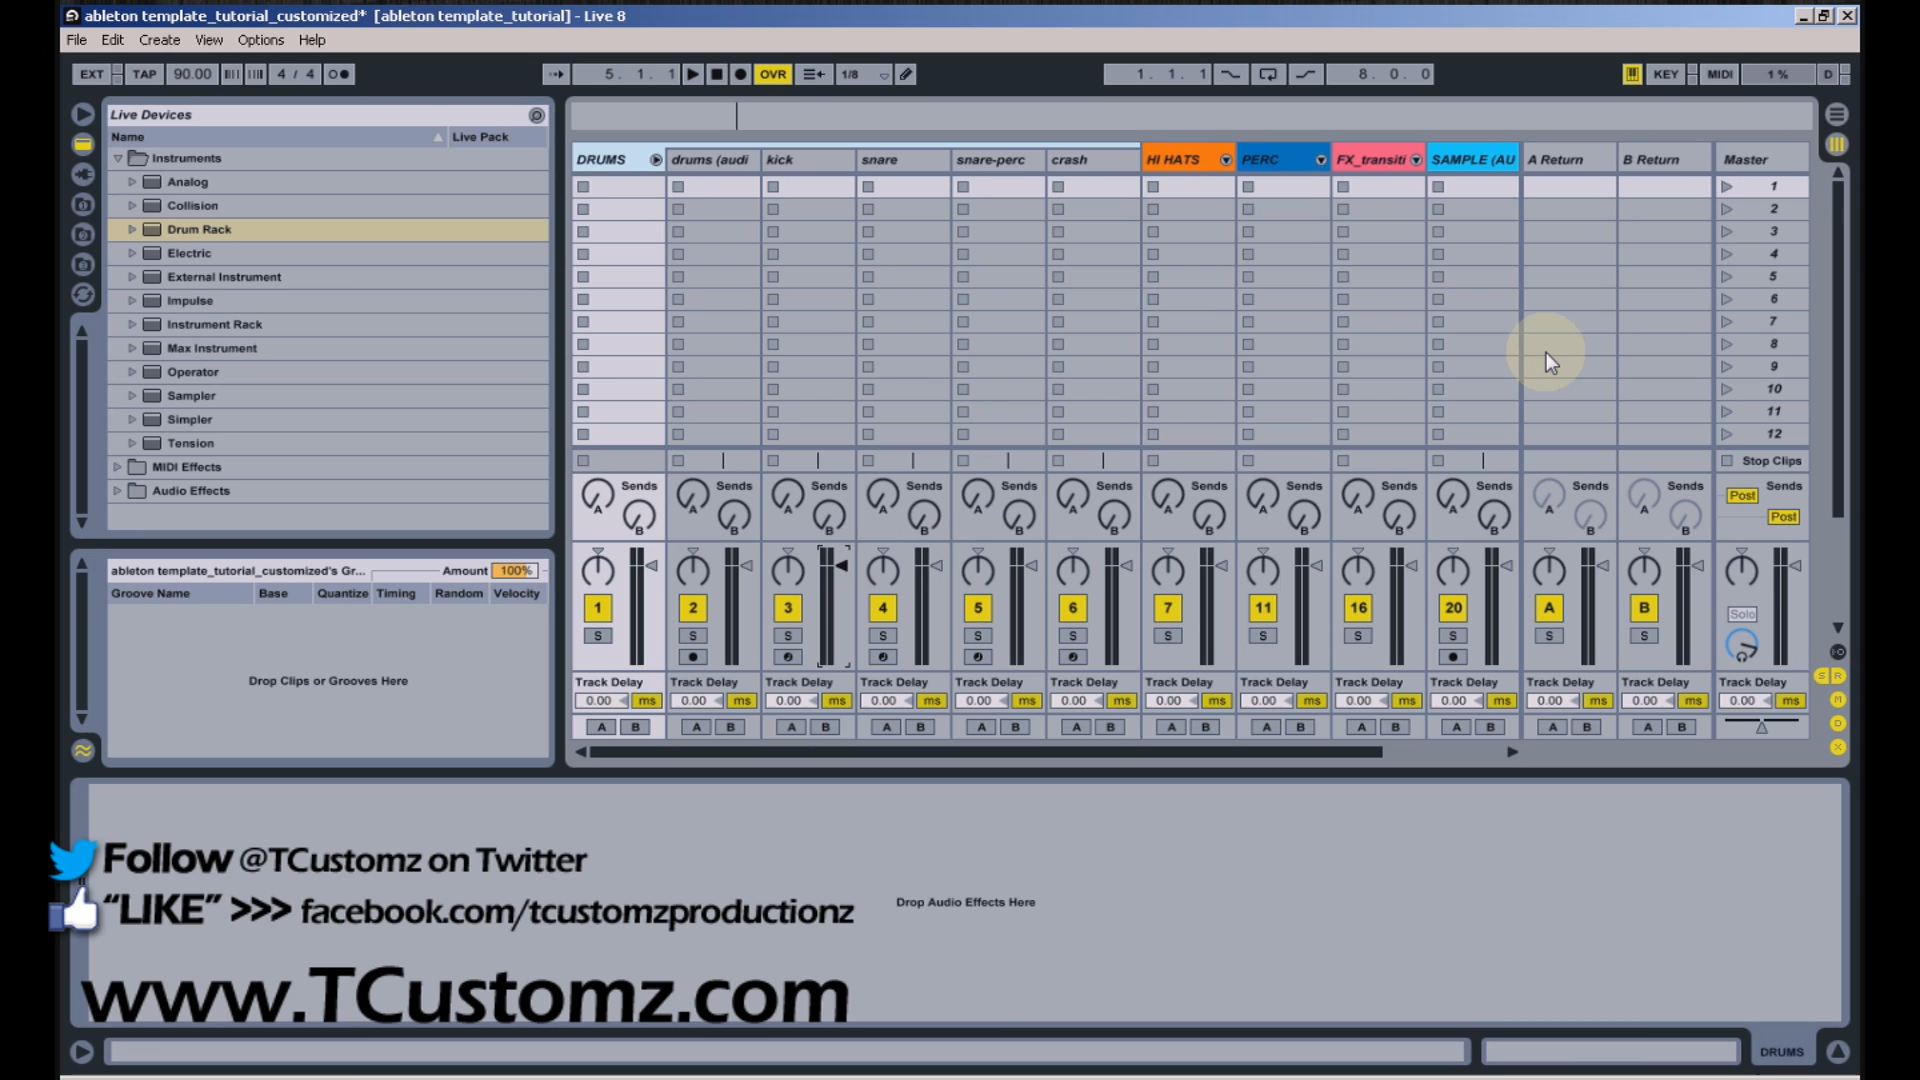 ableton template_tutorial_customized* [ableton template_tutorial] - Live 8
File Edit Create View Options Help
EXT TAP 90.00 4 / 4 5. 1. 1 OVR 1/8 1. 1. 1 8. 0. 0 KEY MIDI 1 % D
Live Devices
Name Live Pack
Instruments
Analog
Collision
Drum Rack
Electric
External Instrument
Impulse
Instrument Rack
Max Instrument
Operator
Sampler
Simpler
Tension
MIDI Effects
Audio Effects
ableton template_tutorial_customized's Gr... Amount 100%
Groove Name Base Quantize Timing Random Velocity
Drop Clips or Grooves Here
DRUMS drums (audi kick snare snare-perc crash HI HATS PERC FX_transiti SAMPLE (AU A Return B Return Master
1
2
3
4
5
6
7
8
9
10
11
12
Stop Clips
Sends Sends Sends Sends Sends Sends Sends Sends Sends Sends Sends Sends Post Sends
A A A A A A A A A A A A Post
B B B B B B B B B B B B
1 2 3 4 5 6 7 11 16 20 A B Solo
S S S S S S S S S S S S
Track Delay Track Delay Track Delay Track Delay Track Delay Track Delay Track Delay Track Delay Track Delay Track Delay Track Delay Track Delay Track Delay
0.00 ms 0.00 ms 0.00 ms 0.00 ms 0.00 ms 0.00 ms 0.00 ms 0.00 ms 0.00 ms 0.00 ms 0.00 ms 0.00 ms 0.00 ms
A B A B A B A B A B A B A B A B A B A B A B A B
S R
M
D
X
Follow @TCustomz on Twitter
"LIKE" >>> facebook.com/tcustomzproductionz
Drop Audio Effects Here
www.TCustomz.com
DRUMS